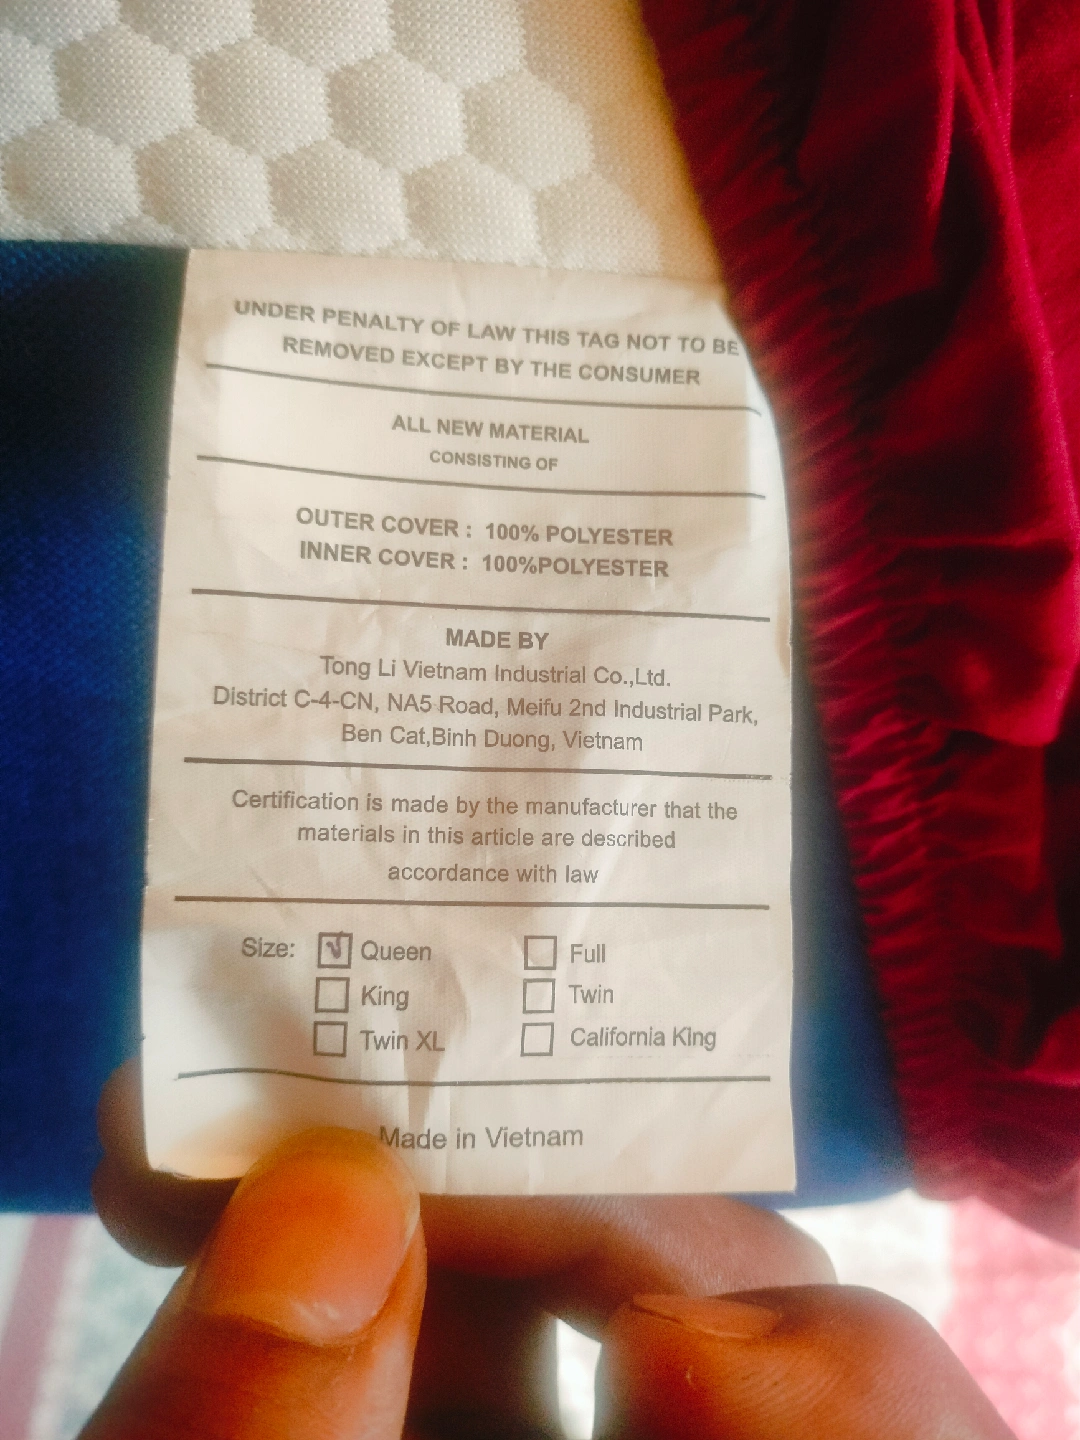 UNDER PENALTY OF LAW THIS TAG NOT TO BE
REMOVED EXCEPT BY THE CONSUMER
ALL NEW MATERIAL
CONSISTING OF
OUTER COVER : 100% POLYESTER
INNER COVER : 100%POLYESTER
MADE BY
Tong Li Vietnam Industrial Co.,Ltd.
District C-4-CN, NA5 Road, Meifu 2nd Industrial Park,
Ben Cat,Binh Duong, Vietnam
Certification is made by the manufacturer that the
materials in this article are described
accordance with law
Size: Queen Full
King Twin
Twin XL California King
Made in Vietnam